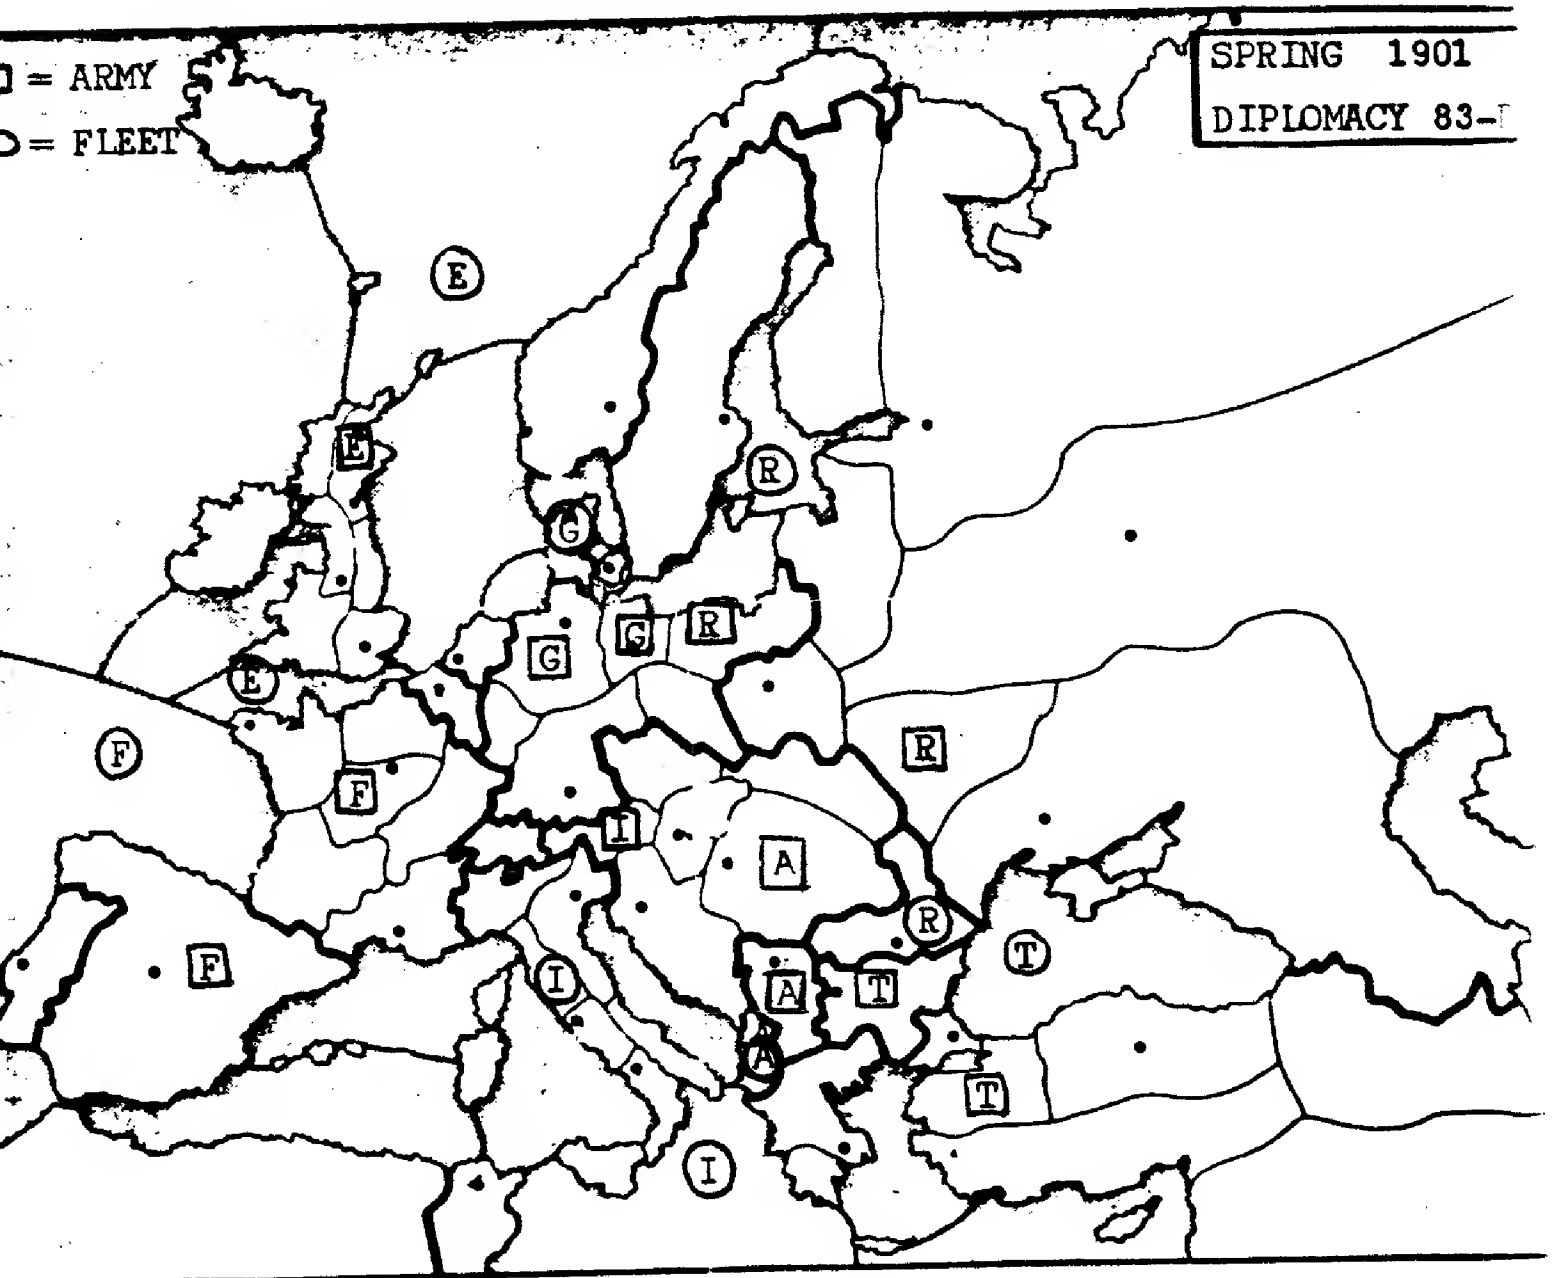 = ARMY
= FLEET
SPRING 1901
DIPLOMACY 83-
E
E
R
G
R
G
G
E
F
R
F
I
A
R
F
T
I
A
T
A
T
I